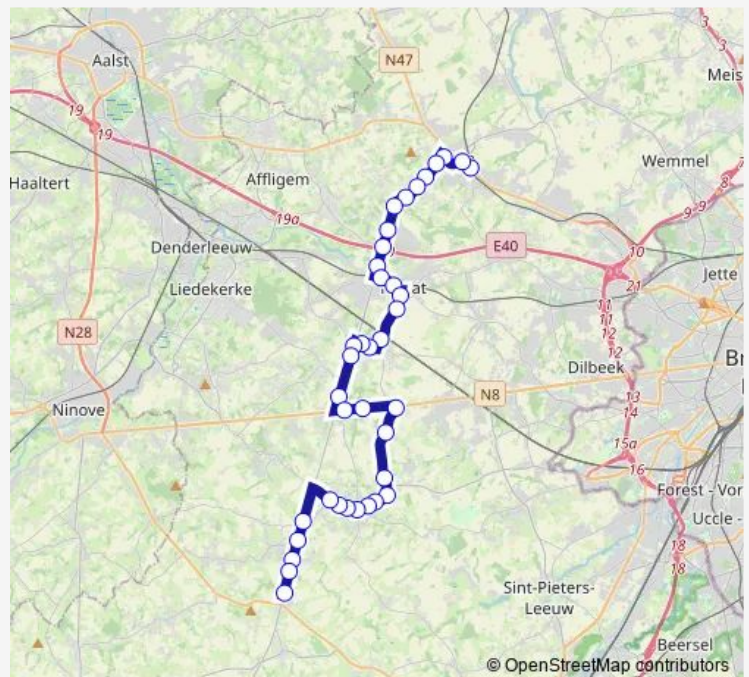 3
3
Aalst
N47
Meis
19
19
Wemmel
7
Affligem
8
Haaltert
9
9
19a
10
Denderleeuw
E40
21
Jette
Liedekerke
at
11
11
12
N28
12
Dilbeek
Br
N8
13
Ninove
14
15a
16
Forest - Vor
Uccle -
18
18
Sint-Pieters-
Leeuw
Beersel
© OpenStreetMap contributors